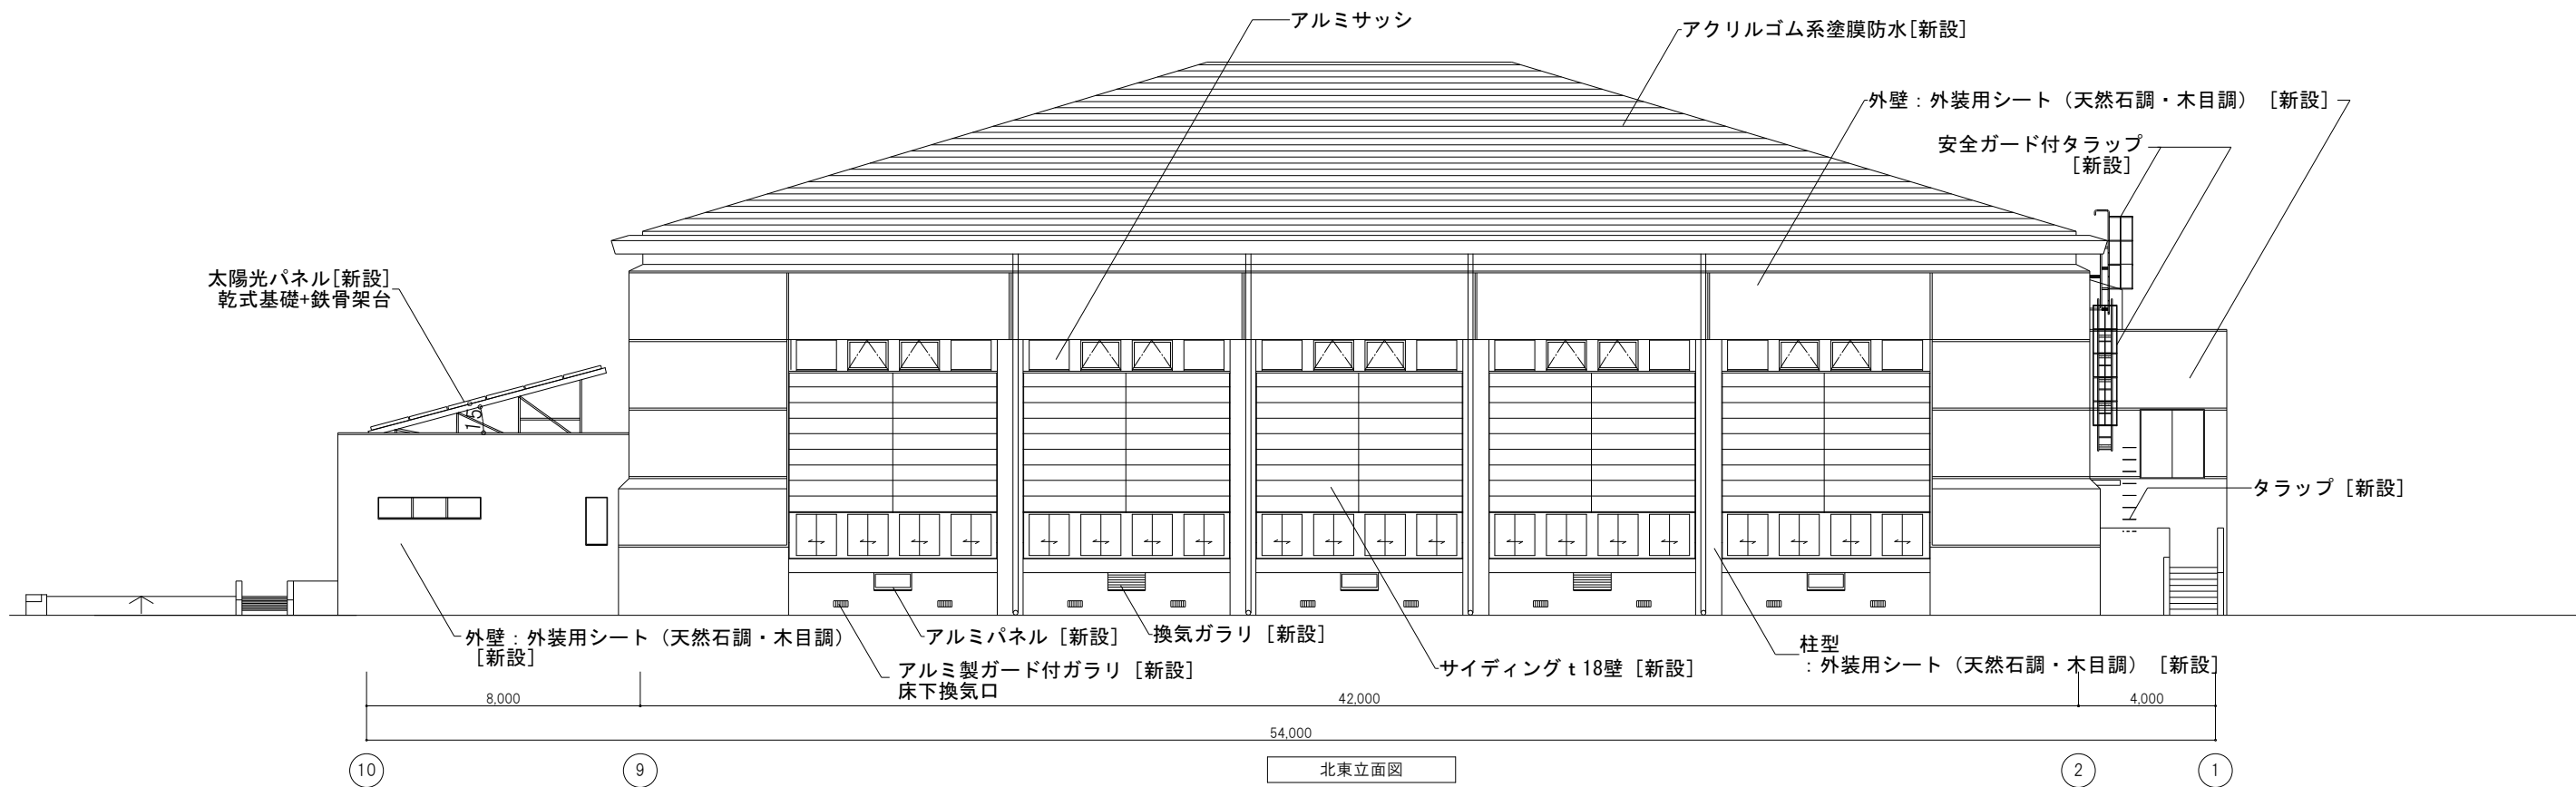 アルミサッシ
アクリルゴム系塗膜防水[新設]
外壁：外装用シート（天然石調・木目調）［新設］
安全ガード付タラップ
［新設］
太陽光パネル[新設]
乾式基礎+鉄骨架台
15
タラップ［新設］
外壁：外装用シート（天然石調・木目調）
［新設］
アルミパネル［新設］
換気ガラリ［新設］
アルミ製ガード付ガラリ［新設］
床下換気口
サイディングｔ18壁［新設］
柱型
：外装用シート（天然石調・木目調）［新設］
8,000
42,000
4,000
54,000
10
9
北東立面図
2
1